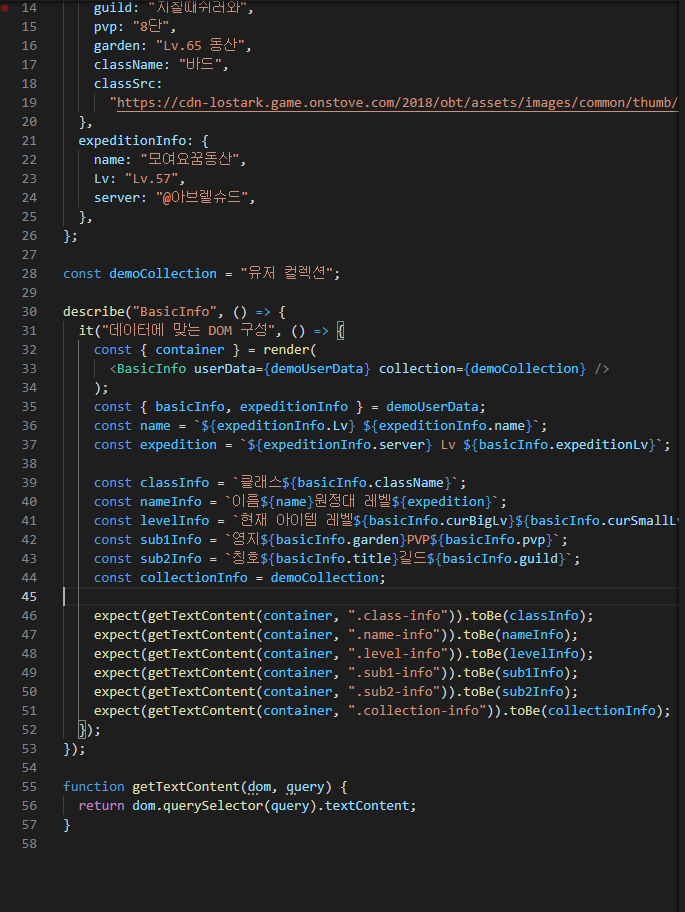 14 guild: "지칠때쉬러와",
15 pvp: "8단",
16 garden: "Lv.65 동산",
17 className: "바드",
18 classSrc:
19 "https://cdn-lostark.game.onstove.com/2018/obt/assets/images/common/thumb/
20 },
21 expeditionInfo: {
22 name: "모여요꿈동산",
23 Lv: "Lv.57",
24 server: "@아브렐슈드",
25 },
26 };
27
28 const demoCollection = "유저 컬렉션";
29
30 describe("BasicInfo", () => {
31 it("데이터에 맞는 DOM 구성", () => {
32 const { container } = render(
33 <BasicInfo userData={demoUserData} collection={demoCollection} />
34 );
35 const { basicInfo, expeditionInfo } = demoUserData;
36 const name = `${expeditionInfo.Lv} ${expeditionInfo.name}`;
37 const expedition = `${expeditionInfo.server} Lv ${basicInfo.expeditionLv}`;
38
39 const classInfo = `클래스${basicInfo.className}`;
40 const nameInfo = `이름${name}원정대 레벨${expedition}`;
41 const levelInfo = `현재 아이템 레벨${basicInfo.curBigLv}${basicInfo.curSmallLv
42 const sub1Info = `영지${basicInfo.garden}PVP${basicInfo.pvp}`;
43 const sub2Info = `칭호${basicInfo.title}길드${basicInfo.guild}`;
44 const collectionInfo = demoCollection;
45
46 expect(getTextContent(container, ".class-info")).toBe(classInfo);
47 expect(getTextContent(container, ".name-info")).toBe(nameInfo);
48 expect(getTextContent(container, ".level-info")).toBe(levelInfo);
49 expect(getTextContent(container, ".sub1-info")).toBe(sub1Info);
50 expect(getTextContent(container, ".sub2-info")).toBe(sub2Info);
51 expect(getTextContent(container, ".collection-info")).toBe(collectionInfo);
52 });
53 });
54
55 function getTextContent(dom, query) {
56 return dom.querySelector(query).textContent;
57 }
58